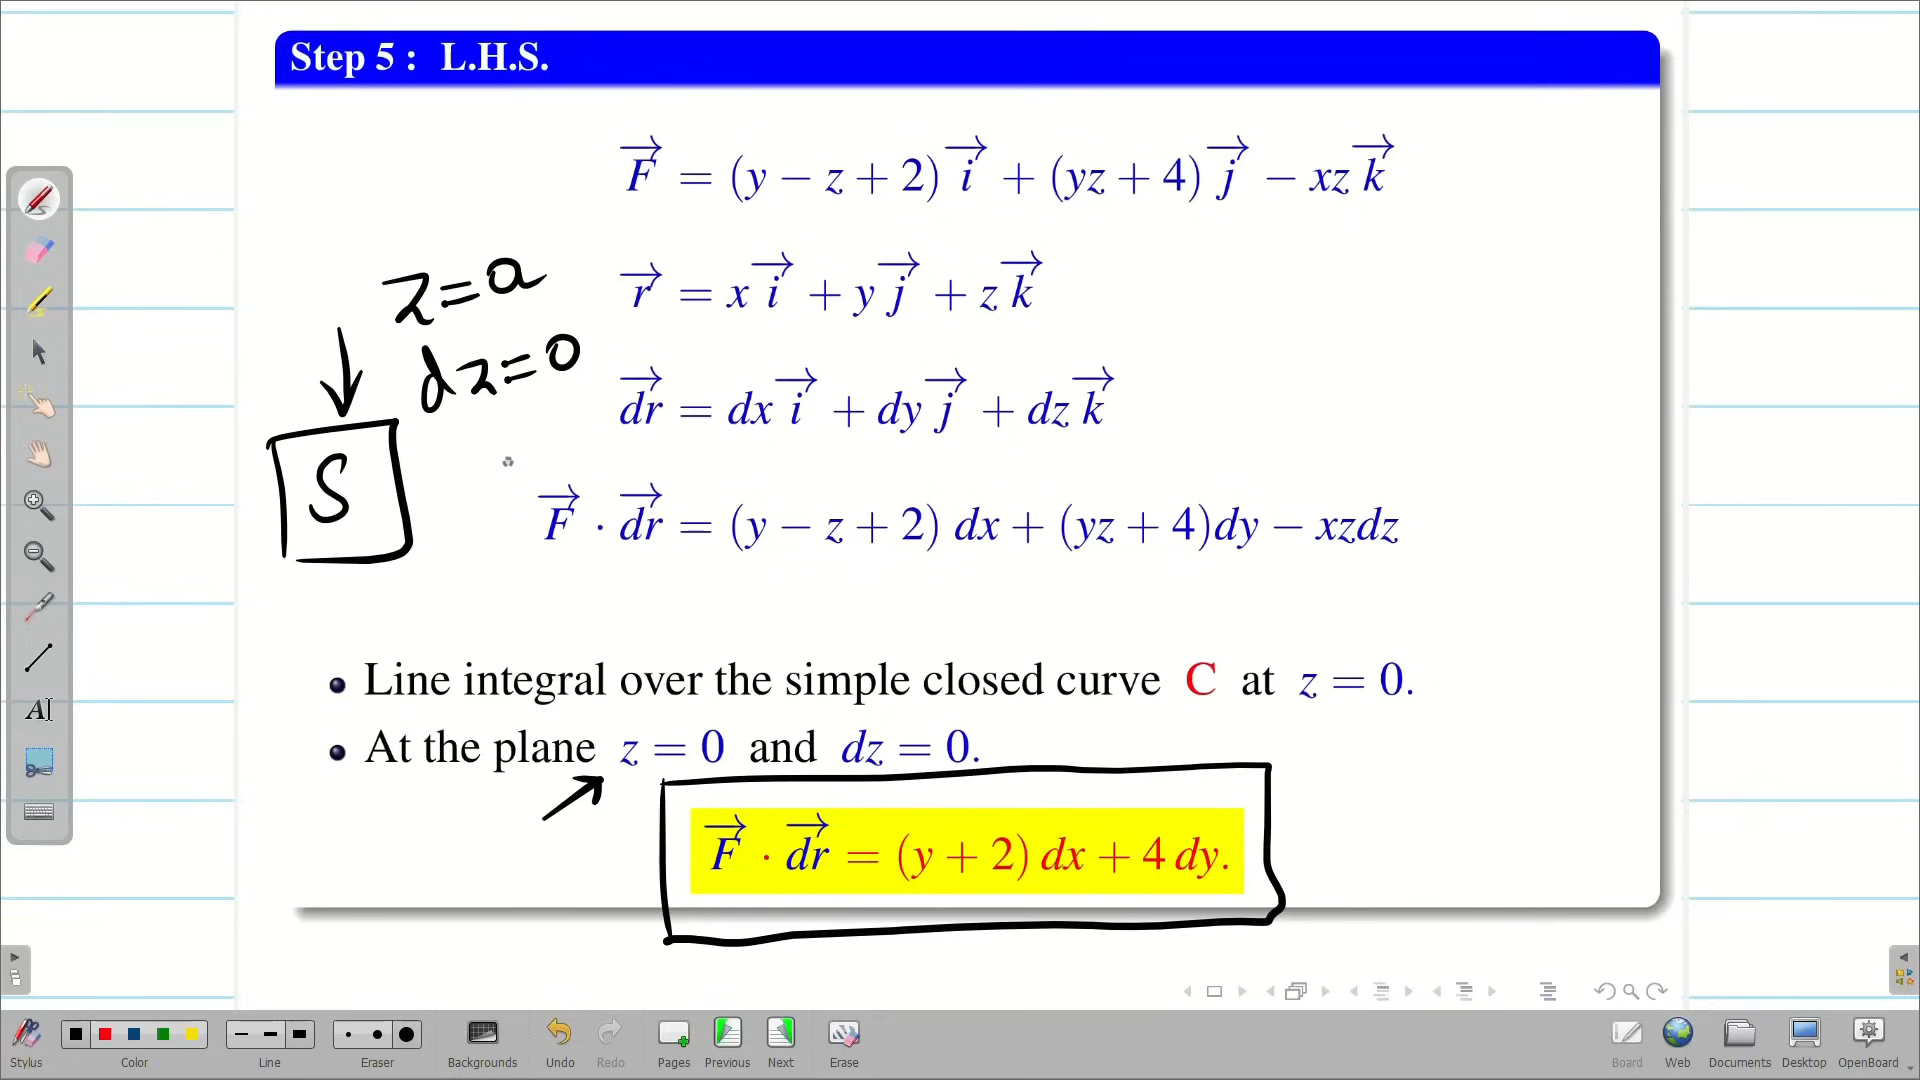 Step 5 : L.H.S.
F⃗ = (y − z + 2) i⃗ + (yz + 4) j⃗ − xz k⃗
z=a
r⃗ = x i⃗ + y j⃗ + z k⃗
dz=0
dr⃗ = dx i⃗ + dy j⃗ + dz k⃗
S
F⃗ · dr⃗ = (y − z + 2) dx + (yz + 4)dy − xzdz
• Line integral over the simple closed curve C at z = 0.
• At the plane z = 0 and dz = 0.
F⃗ · dr⃗ = (y + 2) dx + 4 dy.
Stylus Color Line Eraser Backgrounds Undo Redo Pages Previous Next Erase Board Web Documents Desktop OpenBoard